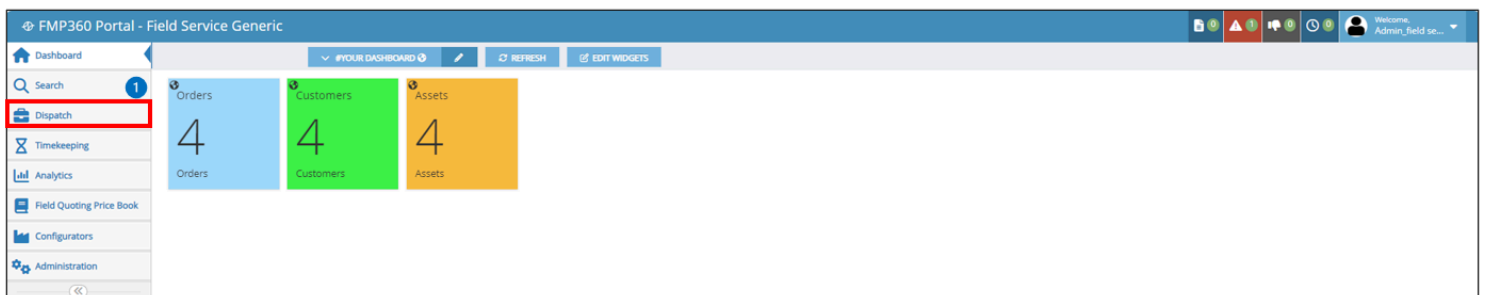 FMP360 Portal - Field Service Generic
0
1
0
0
Welcome,
Admin_field se...
Dashboard
#YOUR DASHBOARD
REFRESH
EDIT WIDGETS
Search
1
Dispatch
Timekeeping
Analytics
Field Quoting Price Book
Configurators
Administration
Orders
4
Orders
Customers
4
Customers
Assets
4
Assets